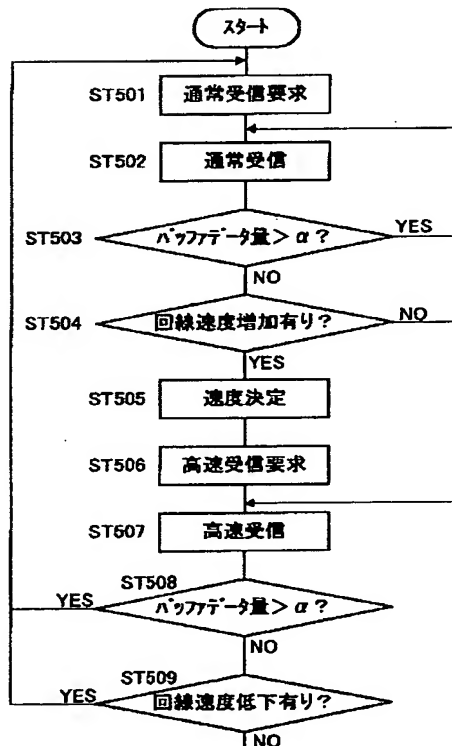 スタート
ST501 通常受信要求
ST502 通常受信
ST503 バッファデータ量>α?
YES
NO
ST504 回線速度増加有り?
NO
YES
ST505 速度決定
ST506 高速受信要求
ST507 高速受信
ST508
YES バッファデータ量>α?
NO
ST509
YES 回線速度低下有り?
NO